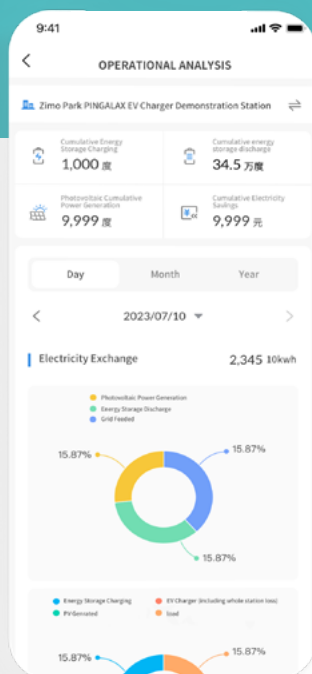 9:41
OPERATIONAL ANALYSIS
Zimo Park PINGALAX EV Charger Demonstration Station
Cumulative Energy
Storage Charging
1,000 度
Cumulative energy
storage discharge
34.5 万度
Photovoltaic Cumulative
Power Generation
9,999 度
Cumulative Electricity
Savings
9,999 元
Day Month Year
2023/07/10
Electricity Exchange 2,345 10kwh
Photovoltaic Power Generation
Energy Storage Discharge
Grid Feeded
15.87% 15.87%
15.87%
Energy Storage Charging EV Charger (including whole station loss)
PV Genrated load
15.87% 15.87%